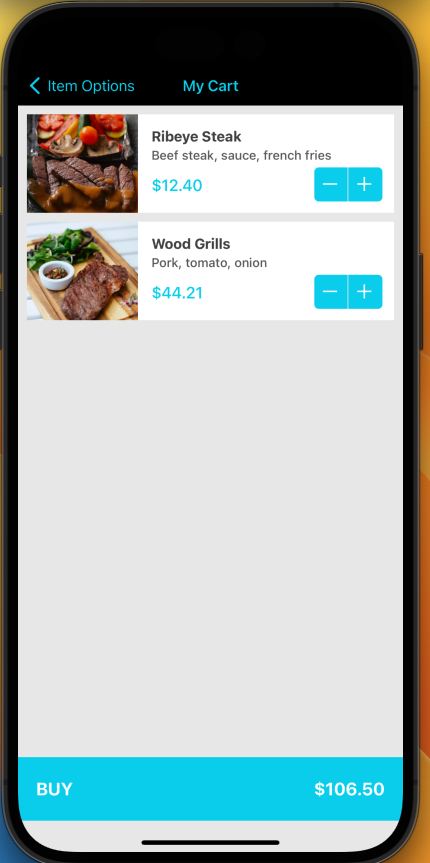 Item Options
My Cart
Ribeye Steak
Beef steak, sauce, french fries
$12.40
Wood Grills
Pork, tomato, onion
$44.21
BUY
$106.50